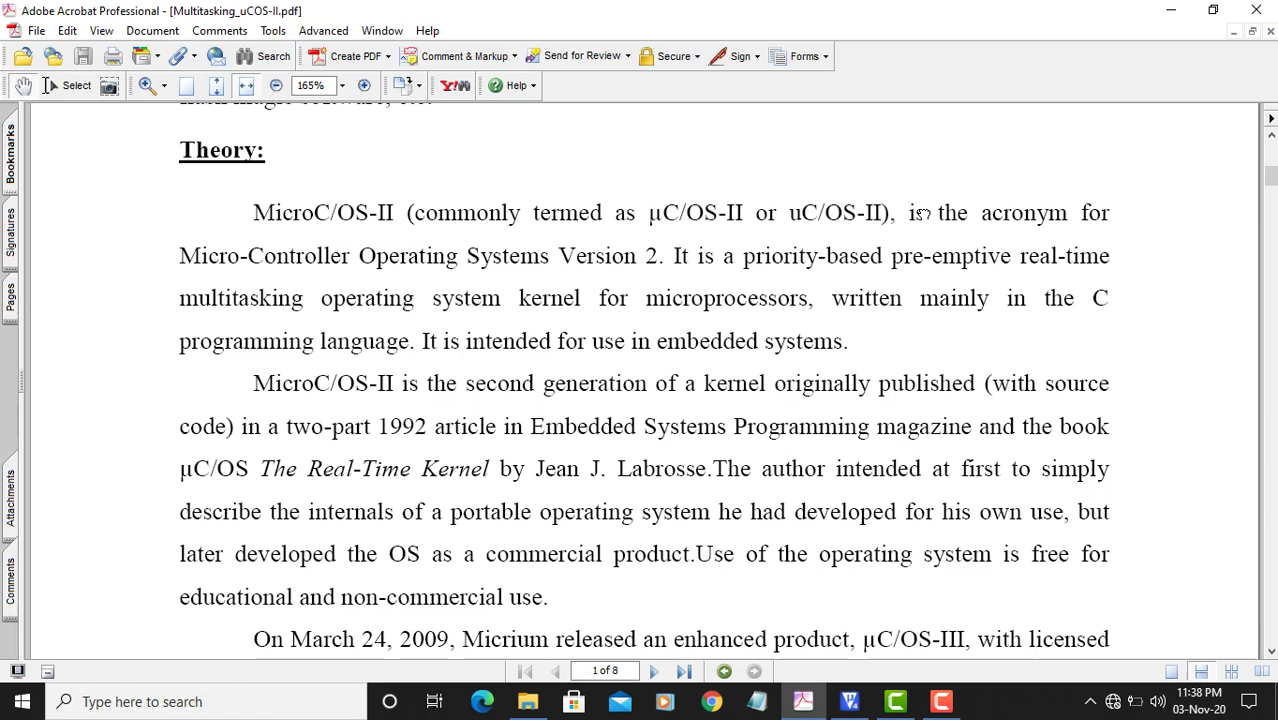 Adobe Acrobat Professional - [Multitasking_uCOS-II.pdf]
File Edit View Document Comments Tools Advanced Window Help
Search Create PDF Comment & Markup Send for Review Secure Sign Forms
Select 165% Y! Help
Bookmarks
Signatures
Pages
Attachments
Comments
Theory:
MicroC/OS-II (commonly termed as µC/OS-II or uC/OS-II), is the acronym for
Micro-Controller Operating Systems Version 2. It is a priority-based pre-emptive real-time
multitasking operating system kernel for microprocessors, written mainly in the C
programming language. It is intended for use in embedded systems.
MicroC/OS-II is the second generation of a kernel originally published (with source
code) in a two-part 1992 article in Embedded Systems Programming magazine and the book
µC/OS The Real-Time Kernel by Jean J. Labrosse.The author intended at first to simply
describe the internals of a portable operating system he had developed for his own use, but
later developed the OS as a commercial product.Use of the operating system is free for
educational and non-commercial use.
On March 24, 2009, Micrium released an enhanced product, µC/OS-III, with licensed
1 of 8
Type here to search
11:38 PM
03-Nov-20